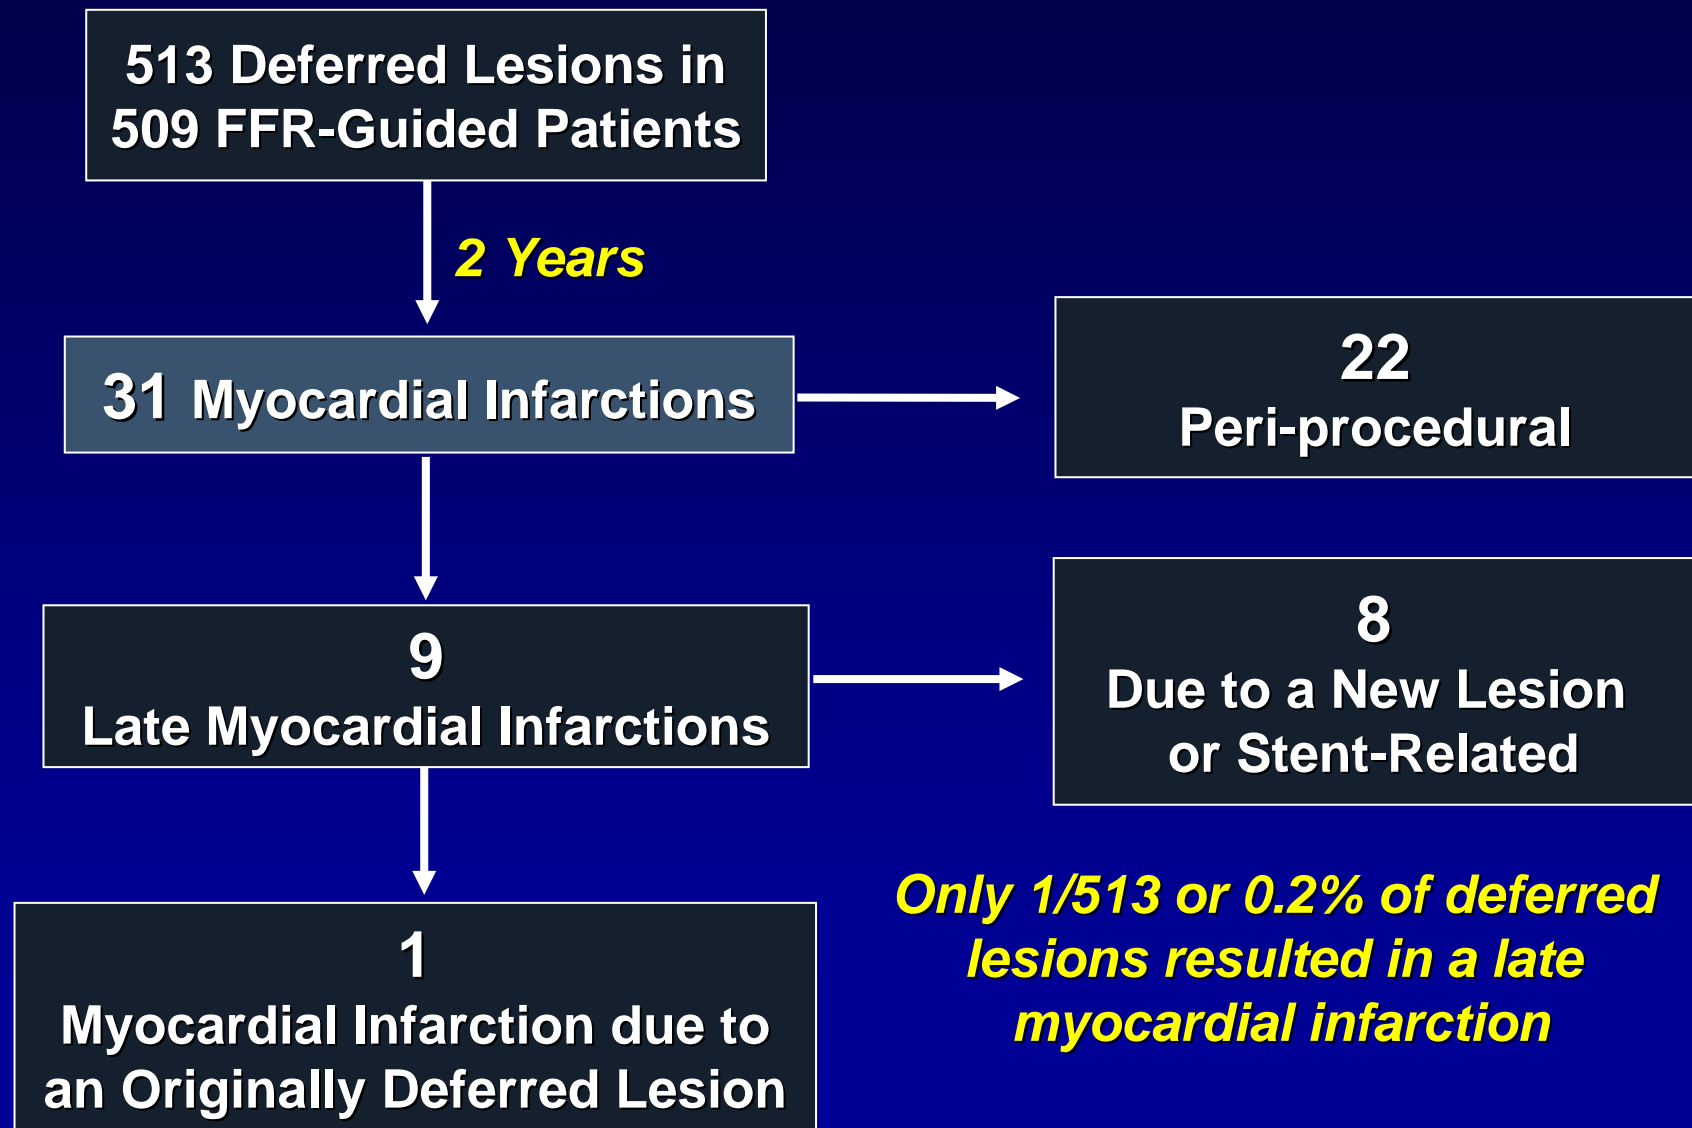 513 Deferred Lesions in
509 FFR-Guided Patients
2 Years
31 Myocardial Infarctions
22
Peri-procedural
9
Late Myocardial Infarctions
8
Due to a New Lesion
or Stent-Related
1
Myocardial Infarction due to
an Originally Deferred Lesion
Only 1/513 or 0.2% of deferred
lesions resulted in a late
myocardial infarction